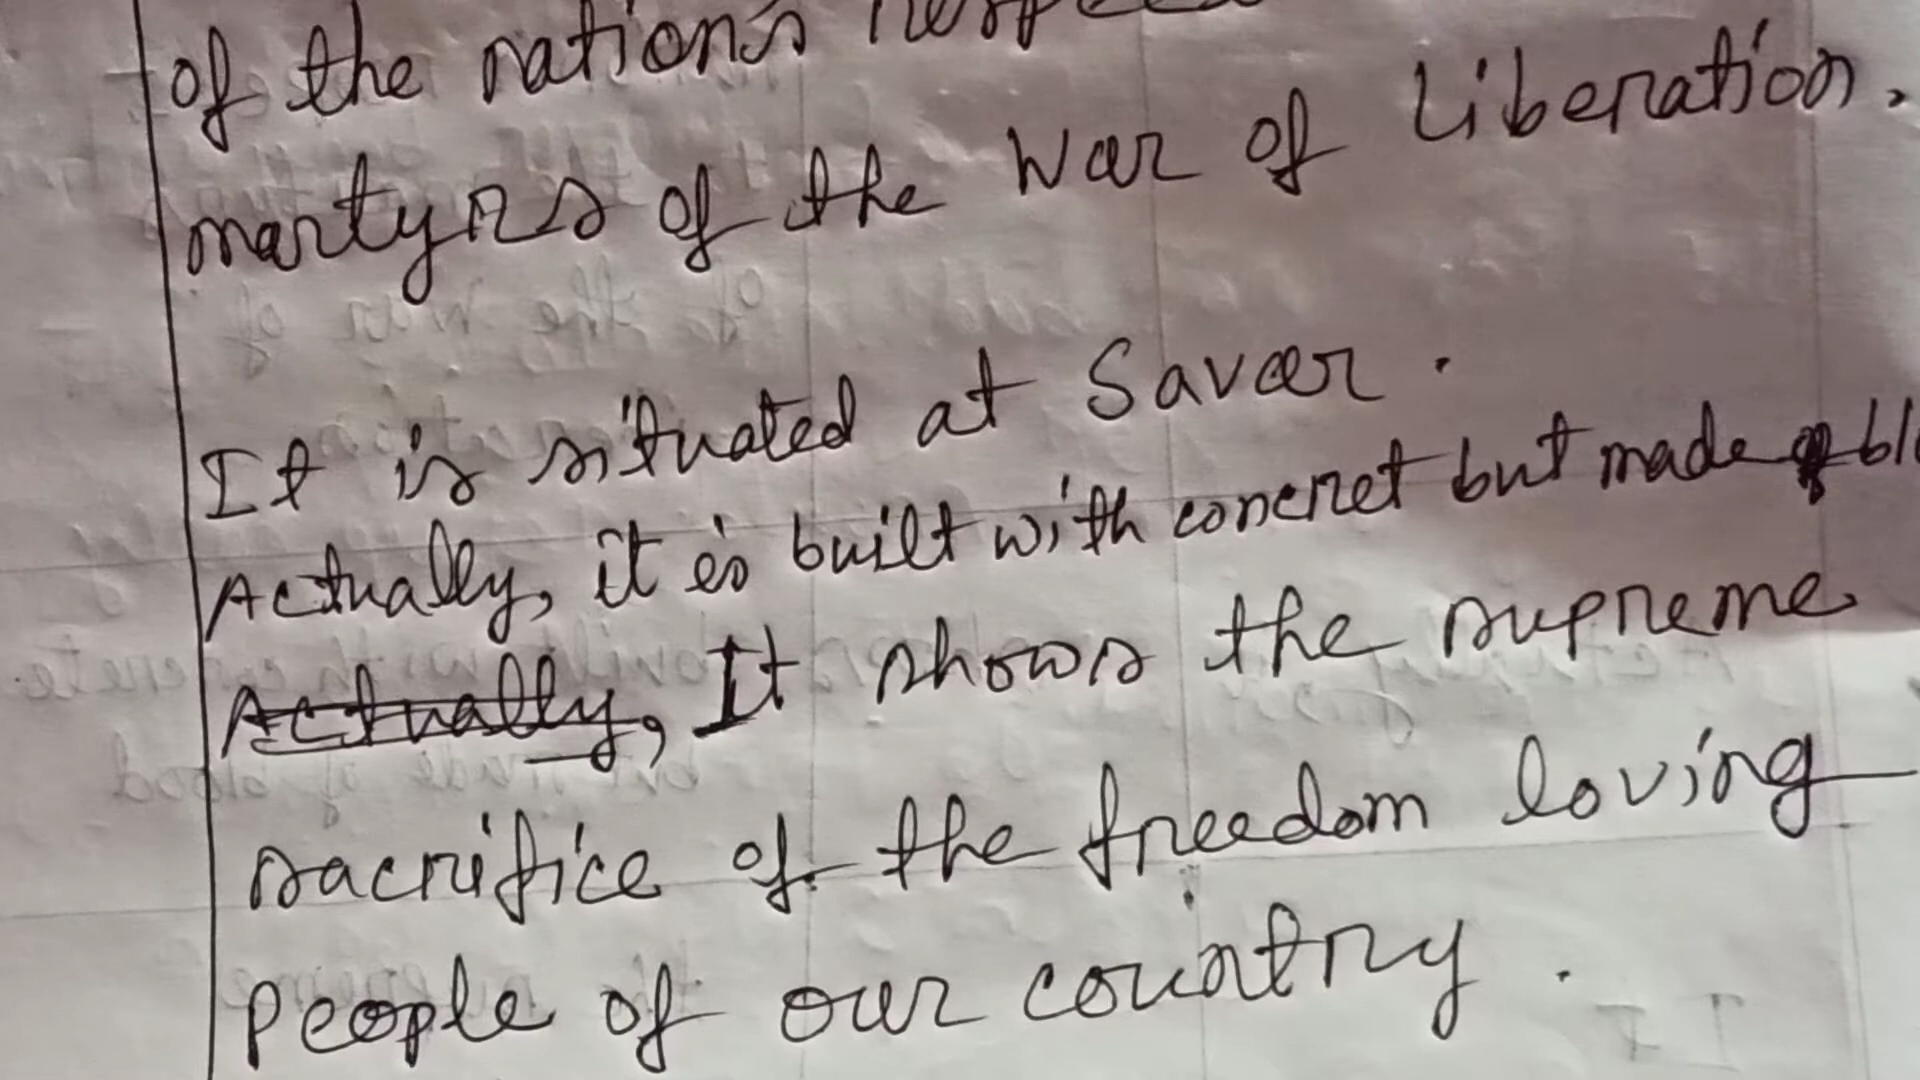 of the nation's
martyrs of the War of Liberation.
It is situated at Savar.
Actually, it is built with concret but made of
Actually, It shows the supreme
sacrifice of the freedom loving
people of our country.